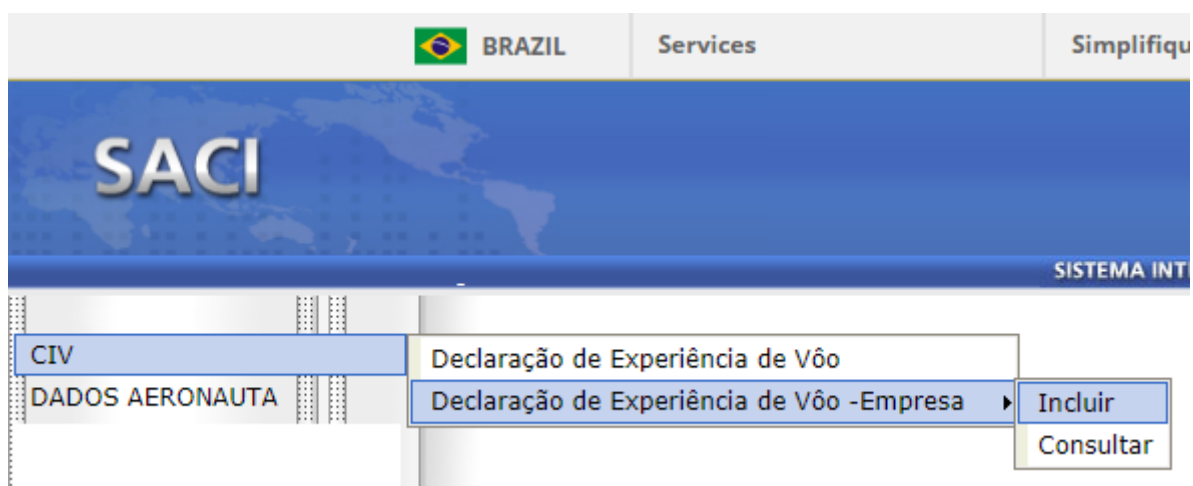 BRAZIL Services Simplifiqu
SACI
SISTEMA INT
CIV
Declaração de Experiência de Vôo
DADOS AERONAUTA
Declaração de Experiência de Vôo -Empresa
Incluir
Consultar